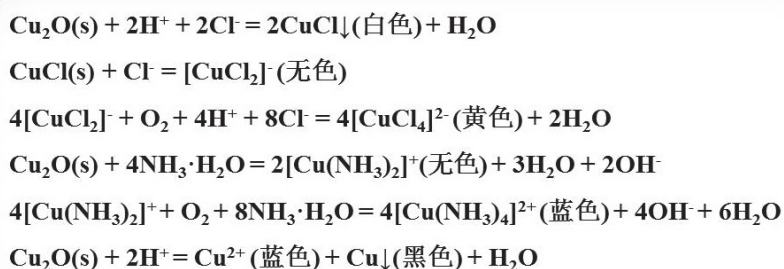 Cu₂O(s) + 2H⁺ + 2Cl⁻ = 2CuCl↓(白色) + H₂O
CuCl(s) + Cl⁻ = [CuCl₂]⁻(无色)
4[CuCl₂]⁻ + O₂ + 4H⁺ + 8Cl⁻ = 4[CuCl₄]²⁻(黄色) + 2H₂O
Cu₂O(s) + 4NH₃·H₂O = 2[Cu(NH₃)₂]⁺(无色) + 3H₂O + 2OH⁻
4[Cu(NH₃)₂]⁺ + O₂ + 8NH₃·H₂O = 4[Cu(NH₃)₄]²⁺(蓝色) + 4OH⁻ + 6H₂O
Cu₂O(s) + 2H⁺ = Cu²⁺(蓝色) + Cu↓(黑色) + H₂O